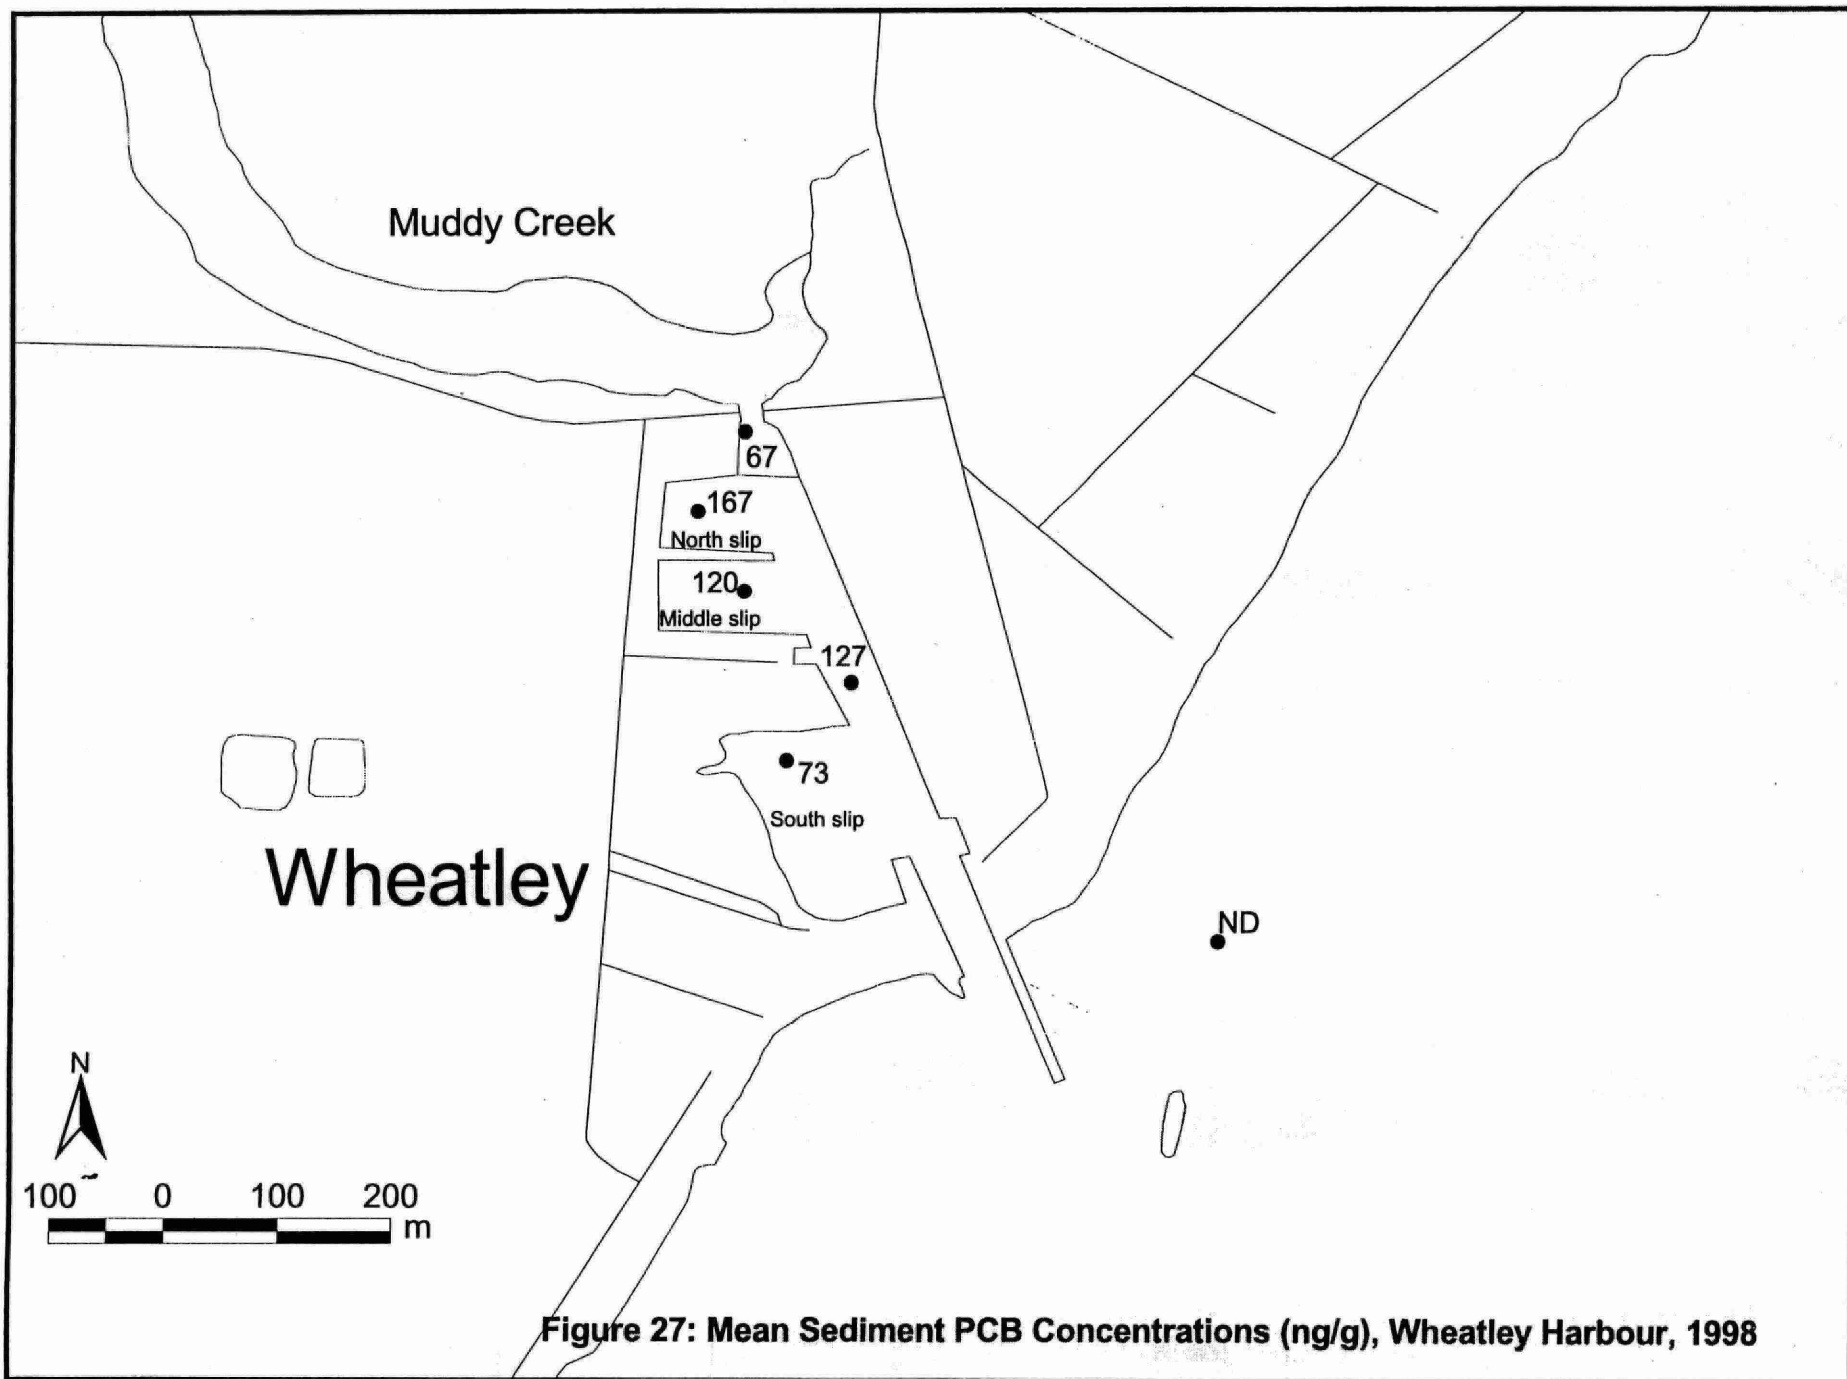 Muddy Creek
67
167
North slip
120
Middle slip
127
73
South slip
Wheatley
ND
N
100 0 100 200
m
Figure 27: Mean Sediment PCB Concentrations (ng/g), Wheatley Harbour, 1998